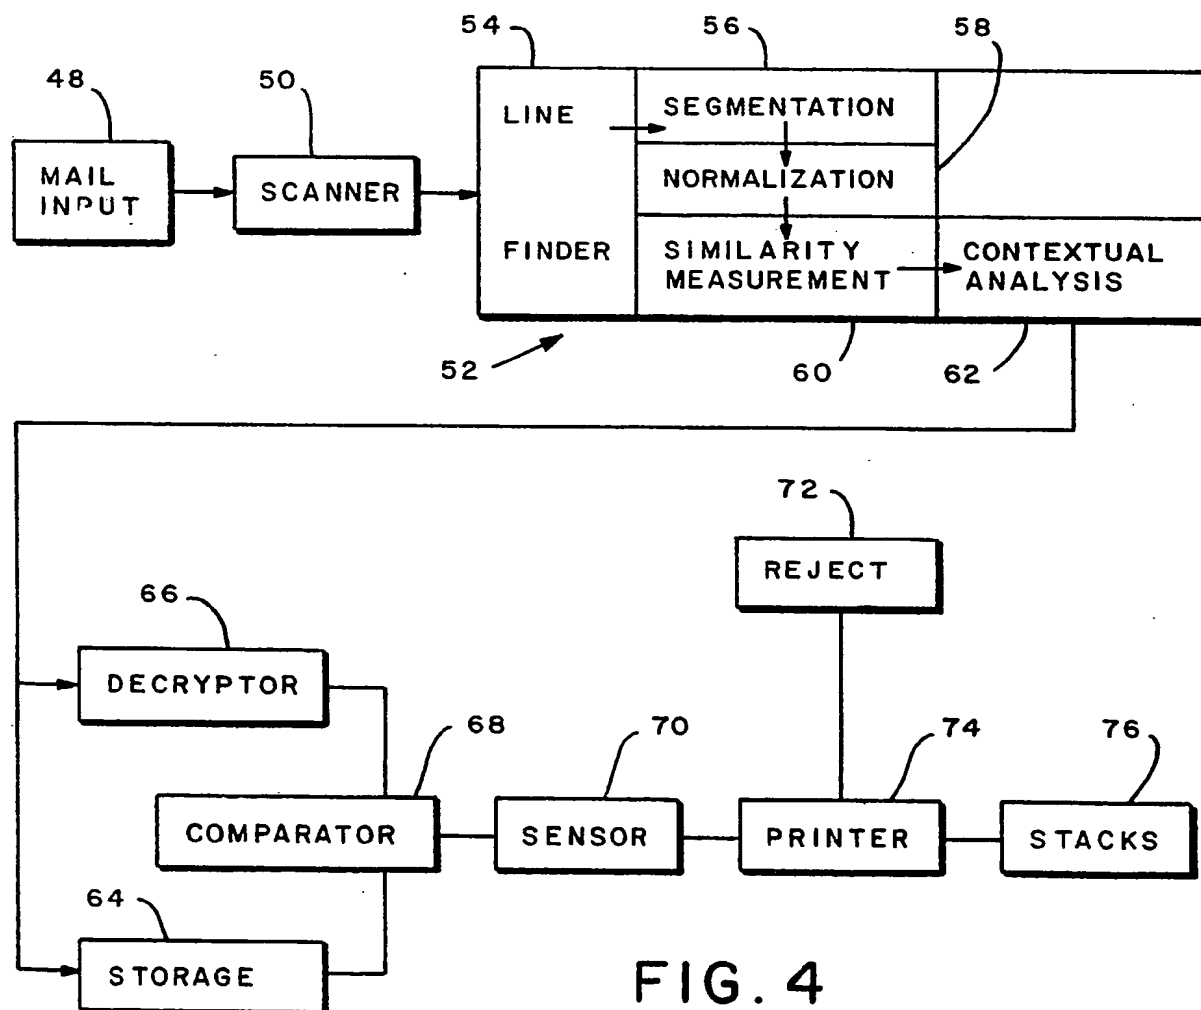 54
56
58
48
50
MAIL
INPUT
SCANNER
LINE
FINDER
SEGMENTATION
NORMALIZATION
SIMILARITY
MEASUREMENT
CONTEXTUAL
ANALYSIS
52
60
62
72
REJECT
66
DECRYPTOR
68
COMPARATOR
70
SENSOR
74
PRINTER
76
STACKS
64
STORAGE
FIG. 4